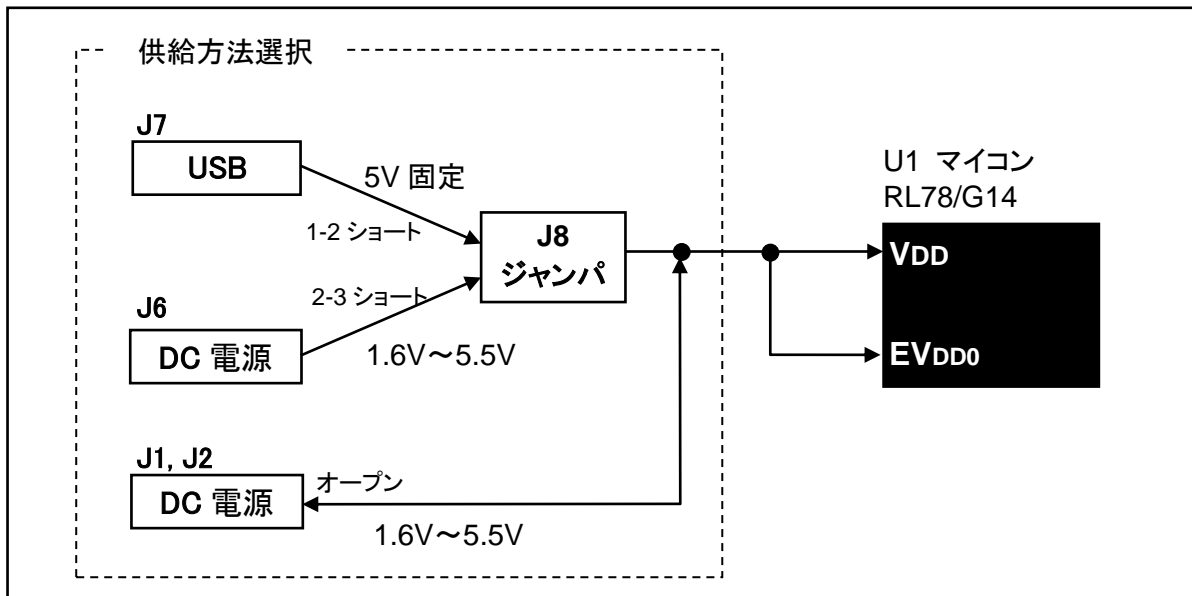 供給方法選択
J7
USB
5V 固定
1-2 ショート
J8
ジャンパ
2-3 ショート
J6
DC 電源
1.6V～5.5V
J1, J2
DC 電源
オープン
1.6V～5.5V
U1 マイコン
RL78/G14
VDD
EVDD0